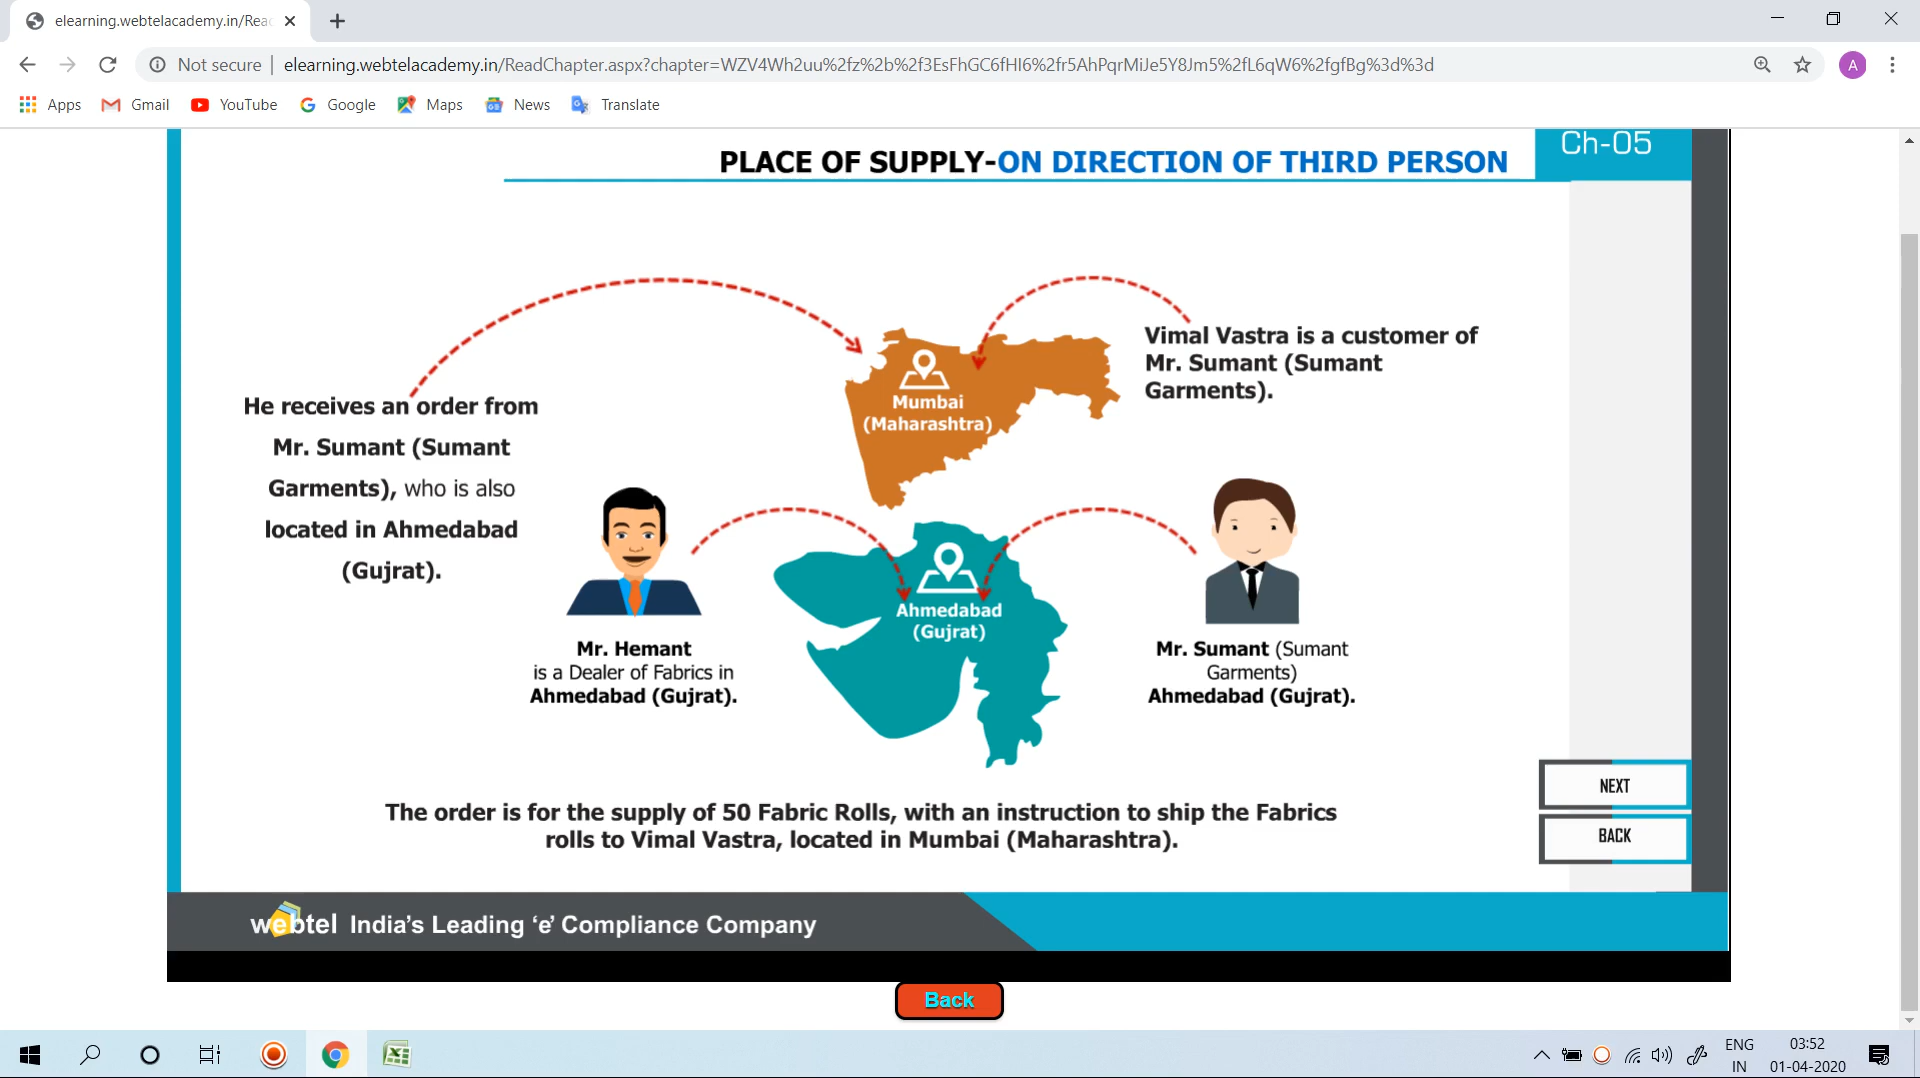 elearning.webtelacademy.in/Rea
Not secure
elearning.webtelacademy.in/ReadChapter.aspx?chapter=WZV4Wh2uu%2fz%2b%2f3EsFhGC6fHI6%2fr5AhPqrMiJe5Y8Jm5%2fL6qW6%2fgfBg%3d%3d
A
Apps
Gmail
YouTube
Google
Maps
News
Translate
PLACE OF SUPPLY-ON DIRECTION OF THIRD PERSON
Ch-05
He receives an order from
Mr. Sumant (Sumant
Garments), who is also
located in Ahmedabad
(Gujrat).
Mumbai
(Maharashtra)
Vimal Vastra is a customer of
Mr. Sumant (Sumant
Garments).
Ahmedabad
(Gujrat)
Mr. Hemant
is a Dealer of Fabrics in
Ahmedabad (Gujrat).
Mr. Sumant (Sumant
Garments)
Ahmedabad (Gujrat).
The order is for the supply of 50 Fabric Rolls, with an instruction to ship the Fabrics
rolls to Vimal Vastra, located in Mumbai (Maharashtra).
NEXT
BACK
webtel India's Leading 'e' Compliance Company
Back
ENG
IN
03:52
01-04-2020